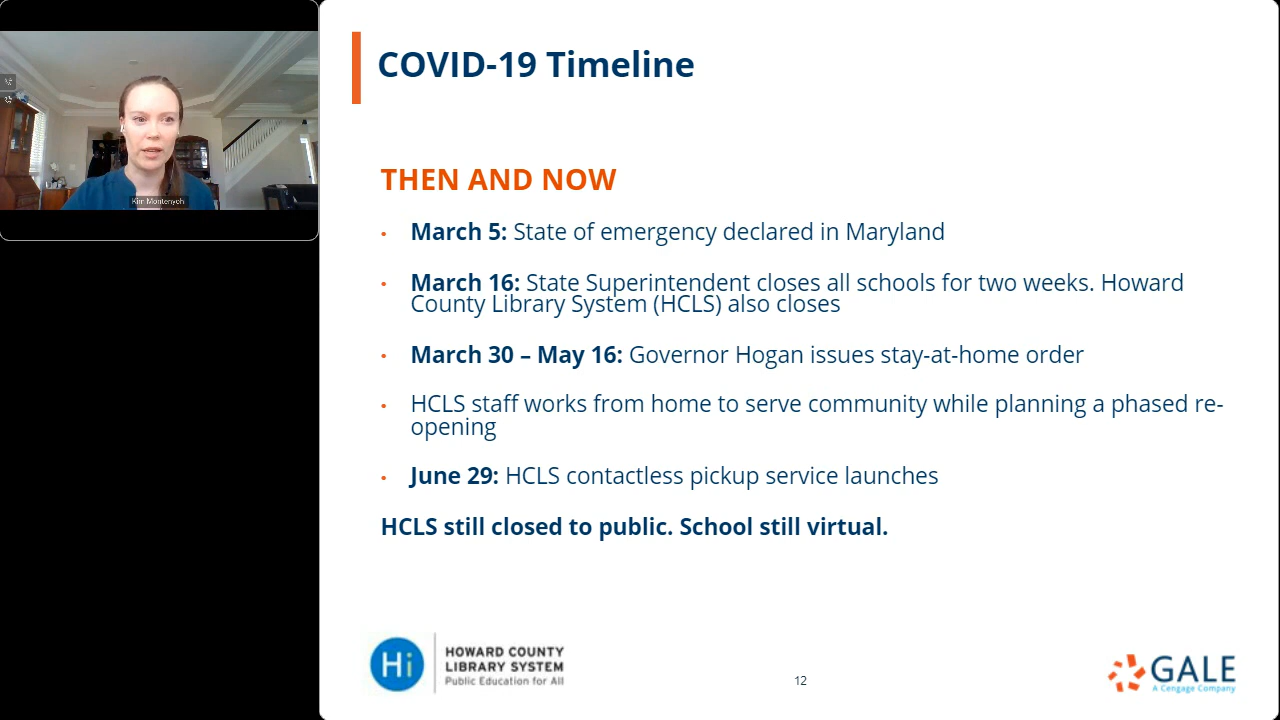 COVID-19 Timeline
THEN AND NOW
• March 5: State of emergency declared in Maryland
• March 16: State Superintendent closes all schools for two weeks. Howard
County Library System (HCLS) also closes
• March 30 – May 16: Governor Hogan issues stay-at-home order
• HCLS staff works from home to serve community while planning a phased re-
opening
• June 29: HCLS contactless pickup service launches
HCLS still closed to public. School still virtual.
Kim Montenyoh
Hi
HOWARD COUNTY
LIBRARY SYSTEM
Public Education for All
12
GALE
A Cengage Company